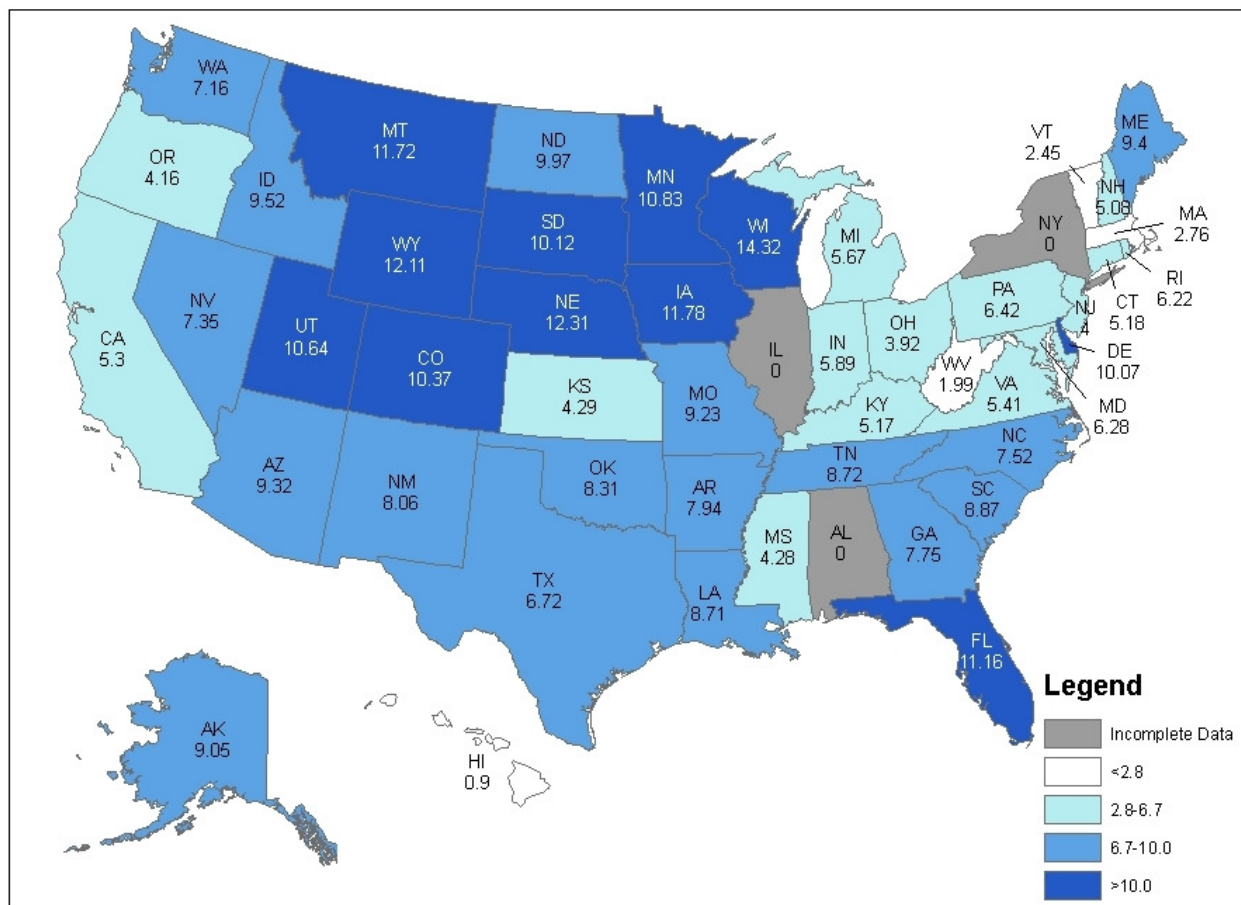 WA
7.16
OR
4.16
CA
5.3
NV
7.35
ID
9.52
MT
11.72
WY
12.11
UT
10.64
CO
10.37
AZ
9.32
NM
8.06
ND
9.97
SD
10.12
NE
12.31
KS
4.29
OK
8.31
TX
6.72
MN
10.83
IA
11.78
MO
9.23
AR
7.94
LA
8.71
WI
14.32
IL
0
MI
5.67
IN
5.89
OH
3.92
KY
5.17
TN
8.72
MS
4.28
AL
0
GA
7.75
FL
11.16
SC
8.87
NC
7.52
VA
5.41
WV
1.99
PA
6.42
NY
0
VT
2.45
NH
5.08
ME
9.4
MA
2.76
RI
6.22
CT
5.18
NJ
4
DE
10.07
MD
6.28
AK
9.05
HI
0.9
Legend
Incomplete Data
<2.8
2.8-6.7
6.7-10.0
>10.0